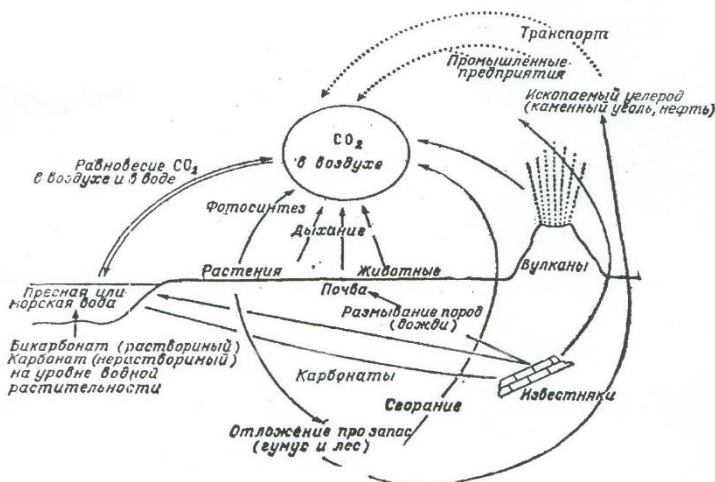 Транспорт
Промышленные
предприятия
Ископаемый углерод
(каменный уголь, нефть)
CO₂
в воздухе
Равновесие CO₂
в воздухе и в воде
Фотосинтез
Дыхание
Растения
Животные
Вулканы
Почва
Пресная или
морская вода
Размывание пород
(дожди)
Бикарбонат (растворимый)
Карбонат (нерастворимый)
на уровне водной
растительности
Карбонаты
Известняки
Сгорание
Отложение про запас
(гумус и лес)